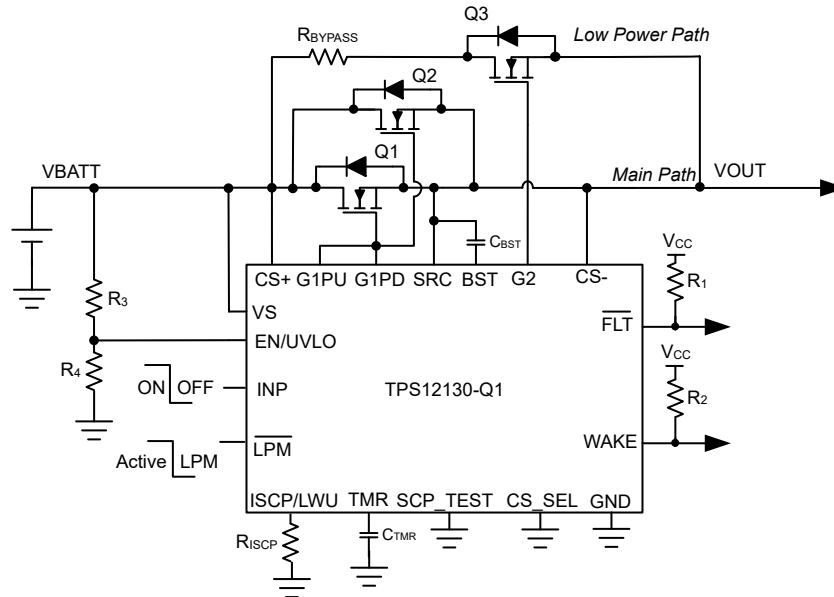 Q3
RBYPASS
Low Power Path
Q2
Q1
VBATT
Main Path
VOUT
CBST
VCC
CS+ G1PU G1PD SRC BST G2 CS-
R1
R3
VS
FLT
EN/UVLO
VCC
R4
ON OFF
INP
TPS12130-Q1
R2
LPM
WAKE
Active LPM
ISCP/LWU TMR SCP_TEST CS_SEL GND
RISCP
CTMR